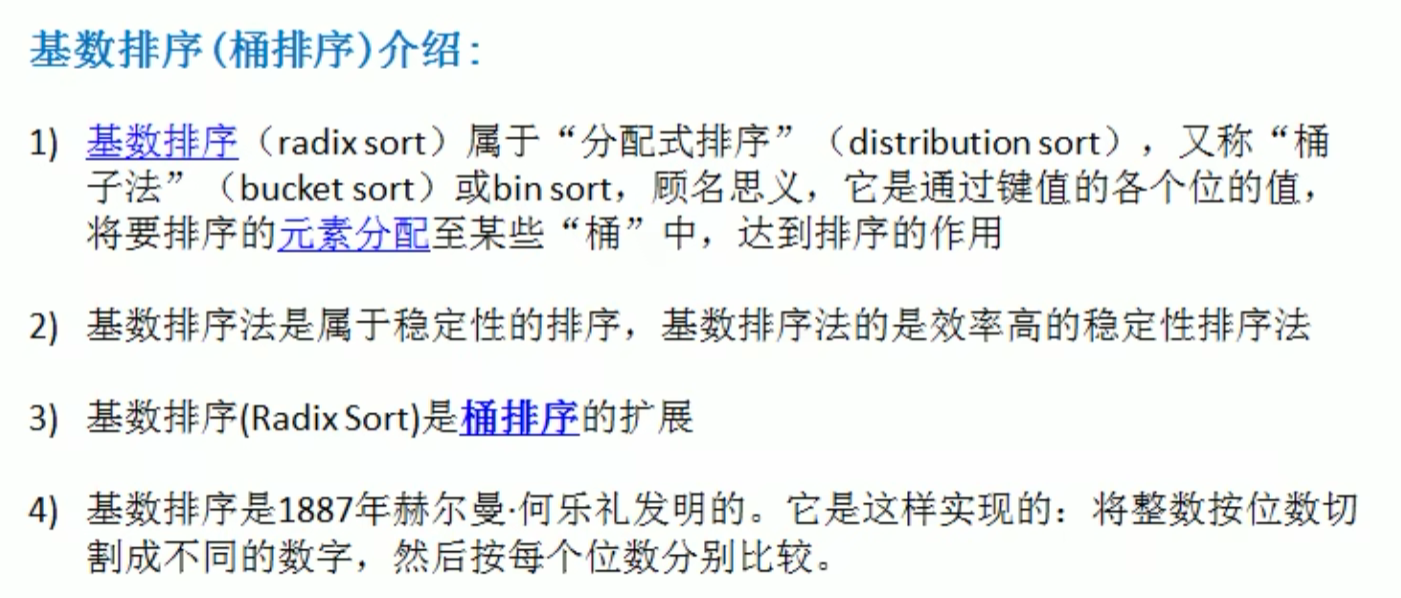 基数排序(桶排序)介绍:
1) 基数排序（radix sort）属于“分配式排序”（distribution sort），又称“桶
子法”（bucket sort）或bin sort，顾名思义，它是通过键值的各个位的值，
将要排序的元素分配至某些“桶”中，达到排序的作用
2) 基数排序法是属于稳定性的排序，基数排序法的是效率高的稳定性排序法
3) 基数排序(Radix Sort)是桶排序的扩展
4) 基数排序是1887年赫尔曼·何乐礼发明的。它是这样实现的：将整数按位数切
割成不同的数字，然后按每个位数分别比较。